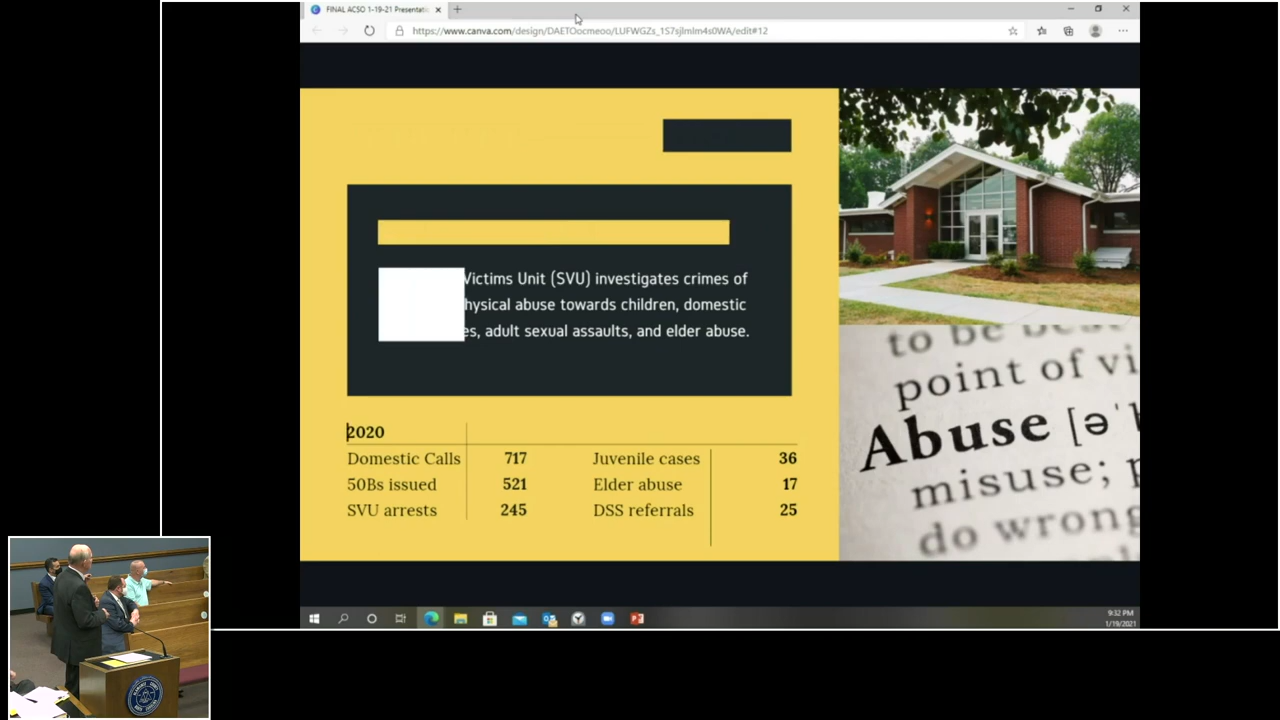 FINAL ACSO 1-19-21 Presentati
https://www.canva.com/design/DAETOocmeoo/LUFWGZs_1S7sjlmlm4s0WA/edit#12
Victims Unit (SVU) investigates crimes of
hysical abuse towards children, domestic
es, adult sexual assaults, and elder abuse.
2020
Domestic Calls 717 Juvenile cases 36
50Bs issued 521 Elder abuse 17
SVU arrests 245 DSS referrals 25
to be best
point of vi
Abuse [ə'
misuse; p
do wrong
9:32 PM
1/19/2021